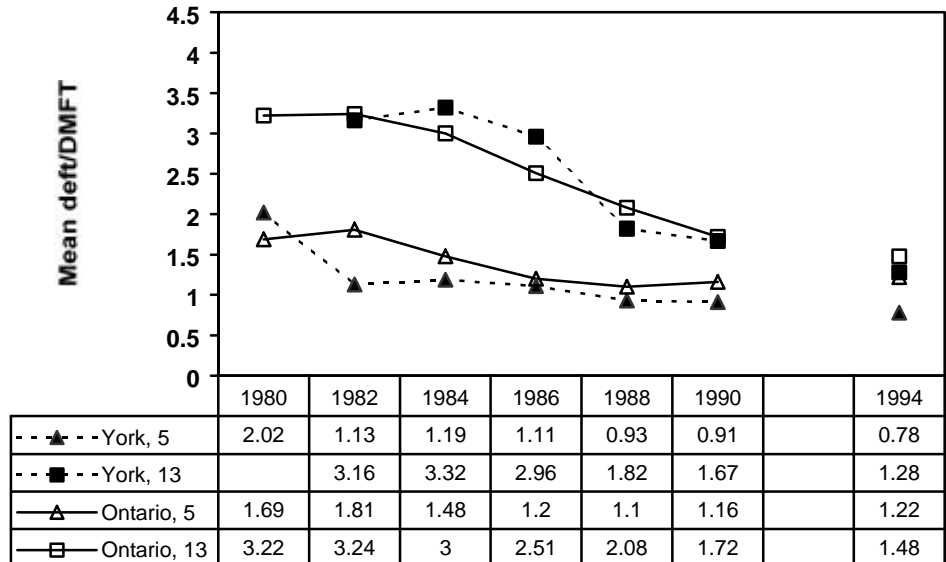 Mean deft/DMFT
4.5
4
3.5
3
2.5
2
1.5
1
0.5
0
1980 1982 1984 1986 1988 1990 1994
York, 5 2.02 1.13 1.19 1.11 0.93 0.91 0.78
York, 13 3.16 3.32 2.96 1.82 1.67 1.28
Ontario, 5 1.69 1.81 1.48 1.2 1.1 1.16 1.22
Ontario, 13 3.22 3.24 3 2.51 2.08 1.72 1.48